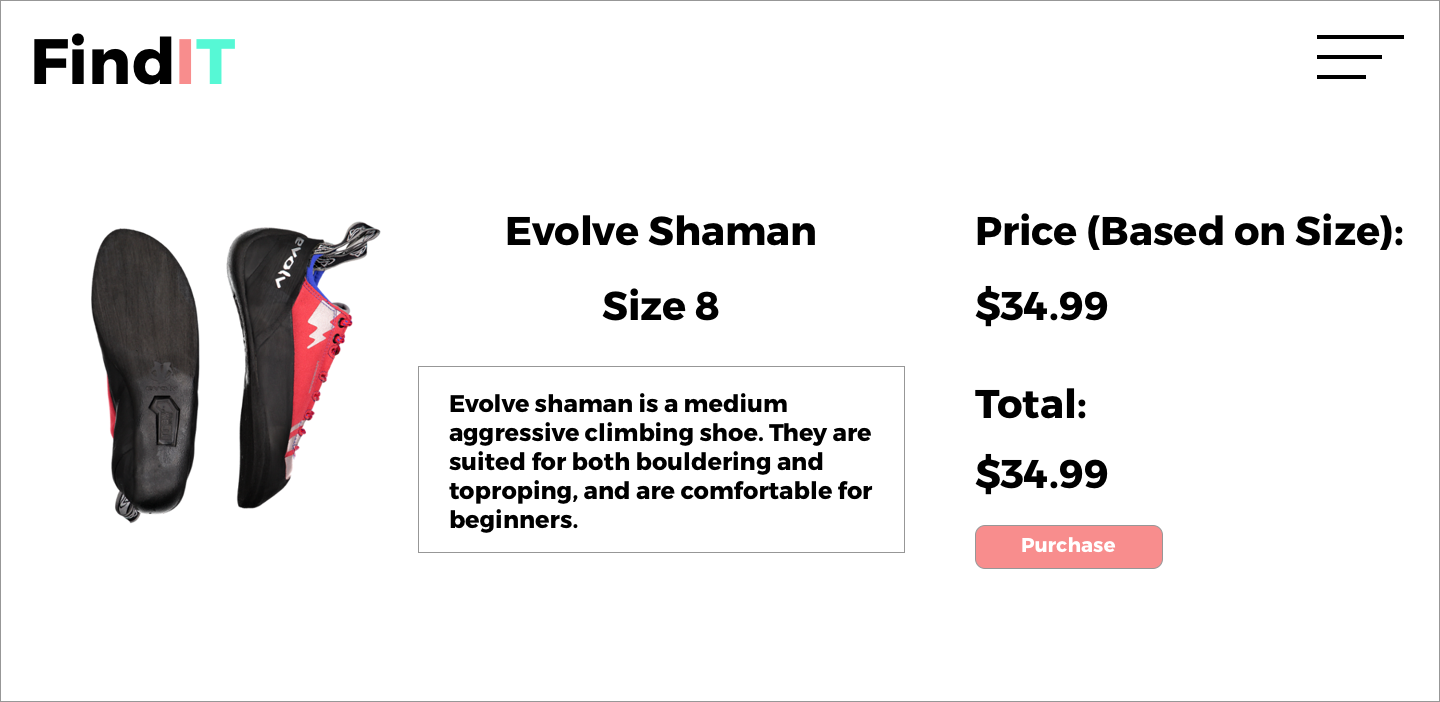 FindIT
evolv
Evolve Shaman
Size 8
Evolve shaman is a medium
aggressive climbing shoe. They are
suited for both bouldering and
toproping, and are comfortable for
beginners.
Price (Based on Size):
$34.99
Total:
$34.99
Purchase